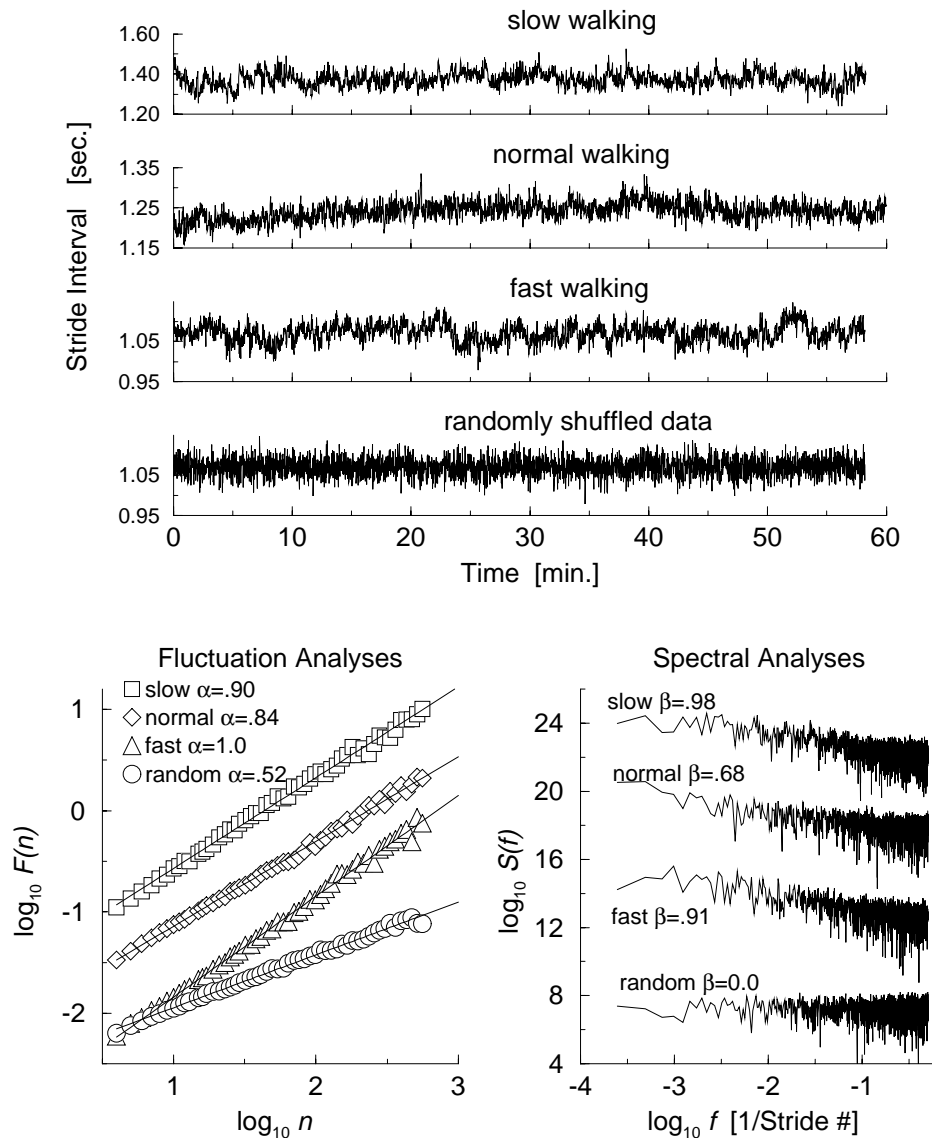 slow walking
1.60
1.40
1.20
normal walking
1.35
1.25
1.15
Stride Interval [sec.]
fast walking
1.05
0.95
randomly shuffled data
1.05
0.95
0 10 20 30 40 50 60
Time [min.]
Fluctuation Analyses
slow α=.90
normal α=.84
fast α=1.0
random α=.52
1
0
-1
-2
log10 F(n)
1 2 3
log10 n
Spectral Analyses
slow β=.98
normal β=.68
fast β=.91
random β=0.0
24
20
16
12
8
4
log10 S(f)
-4 -3 -2 -1
log10 f [1/Stride #]